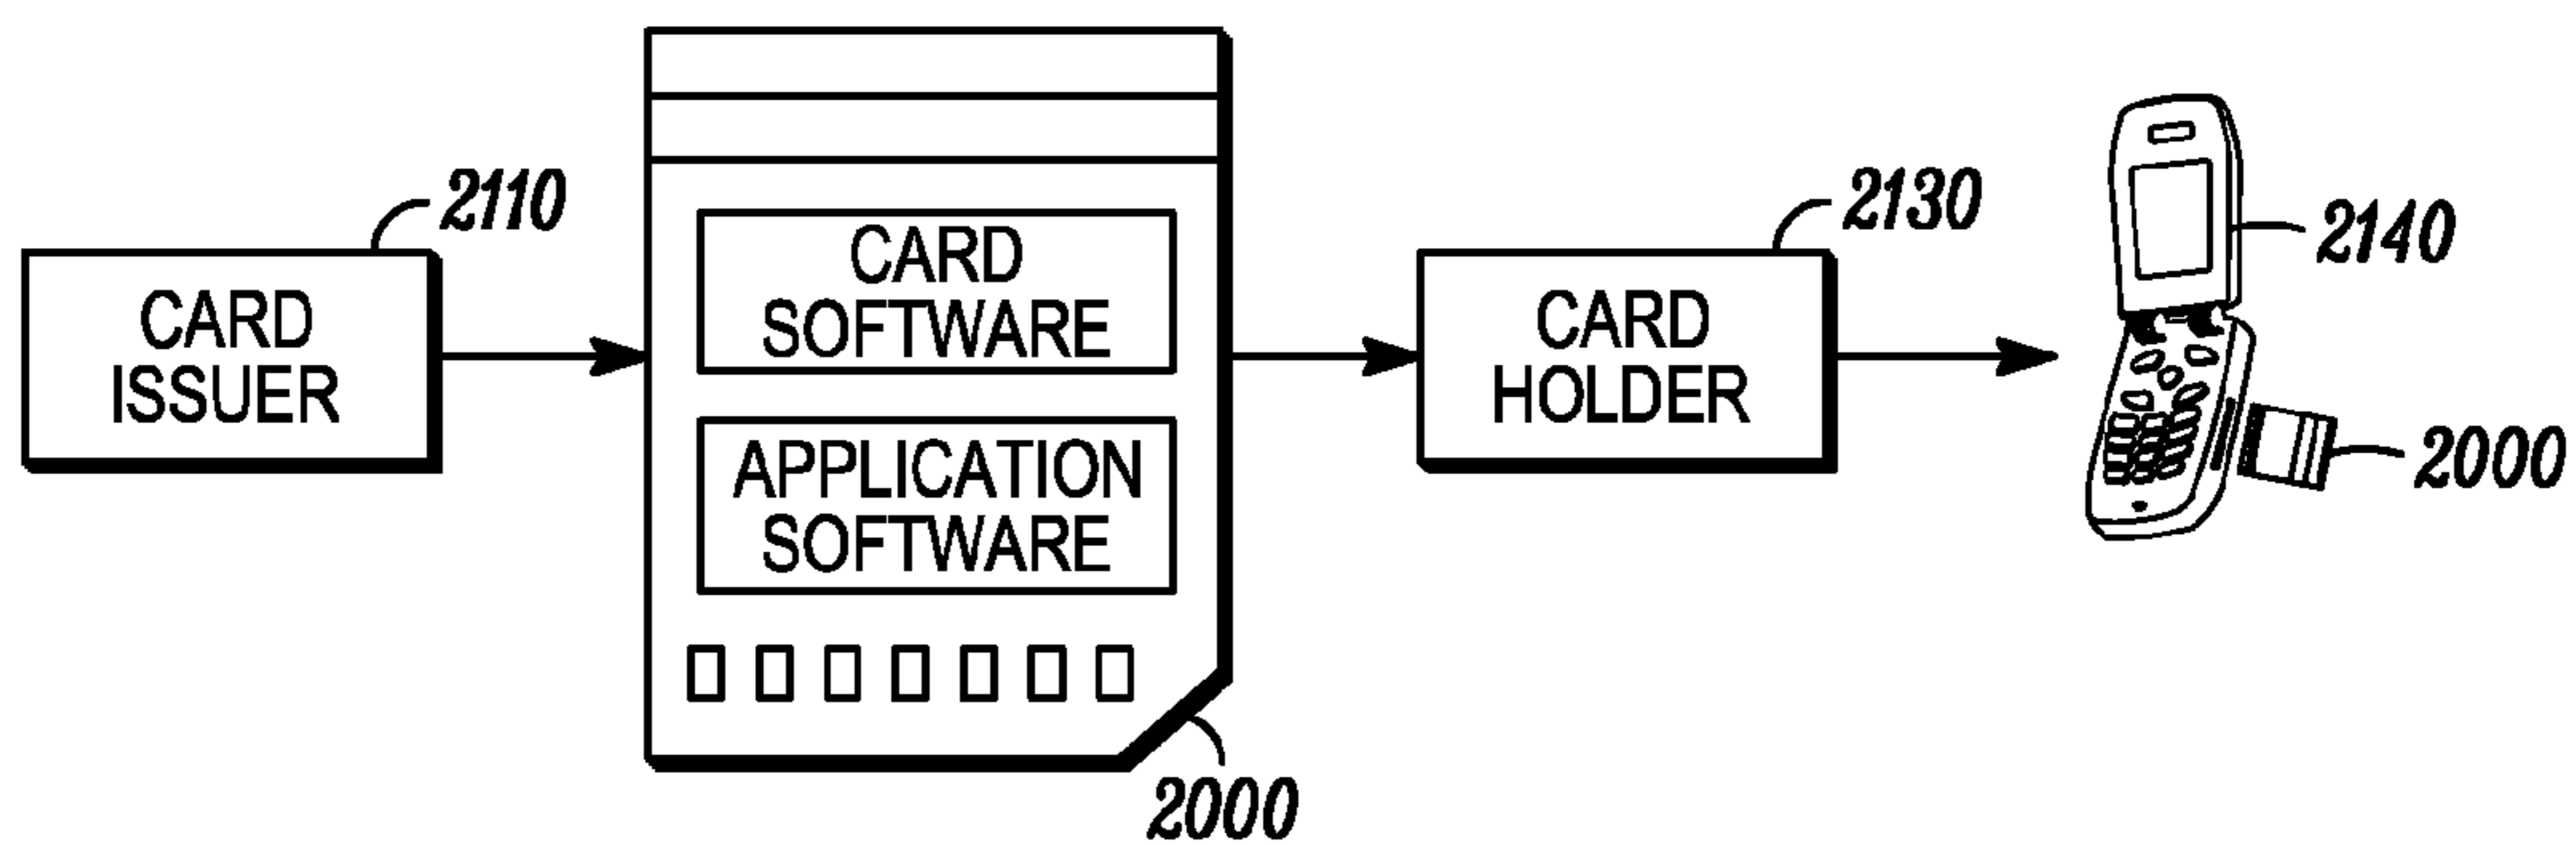 2110
CARD
ISSUER
CARD
SOFTWARE
APPLICATION
SOFTWARE
2000
2130
CARD
HOLDER
2140
2000